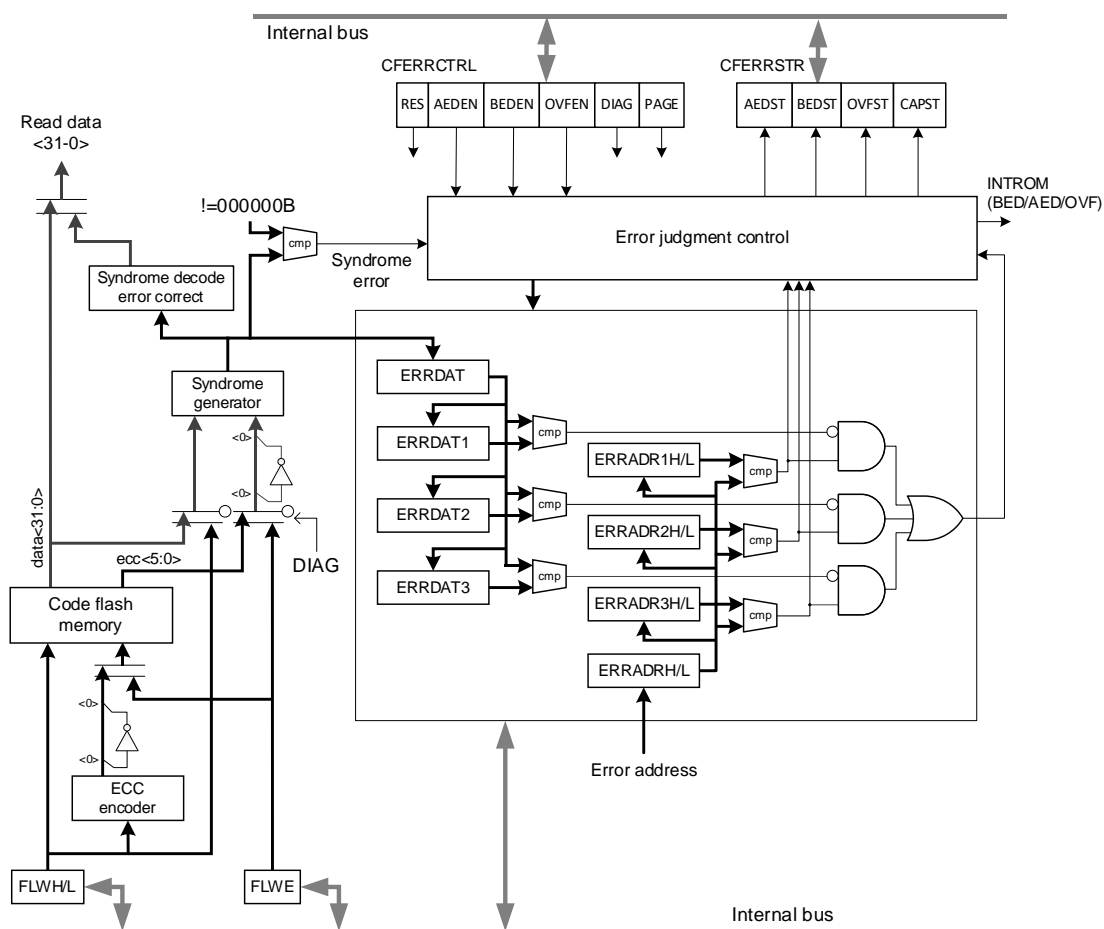 Internal bus
CFERRCTRL
CFERRSTR
RES AEDEN BEDEN OVFEN DIAG PAGE
AEDST BEDST OVFST CAPST
Read data
<31-0>
INTROM
(BED/AED/OVF)
!=000000B
cmp
Error judgment control
Syndrome
error
Syndrome decode
error correct
ERRDAT
Syndrome
generator
<0>
<0>
ERRDAT1
cmp
ERRADR1H/L
cmp
ERRDAT2
cmp
ERRADR2H/L
cmp
data<31:0>
ecc<5:0>
DIAG
ERRDAT3
cmp
ERRADR3H/L
cmp
Code flash
memory
ERRADRH/L
<0>
<0>
Error address
ECC
encoder
FLWH/L
FLWE
Internal bus